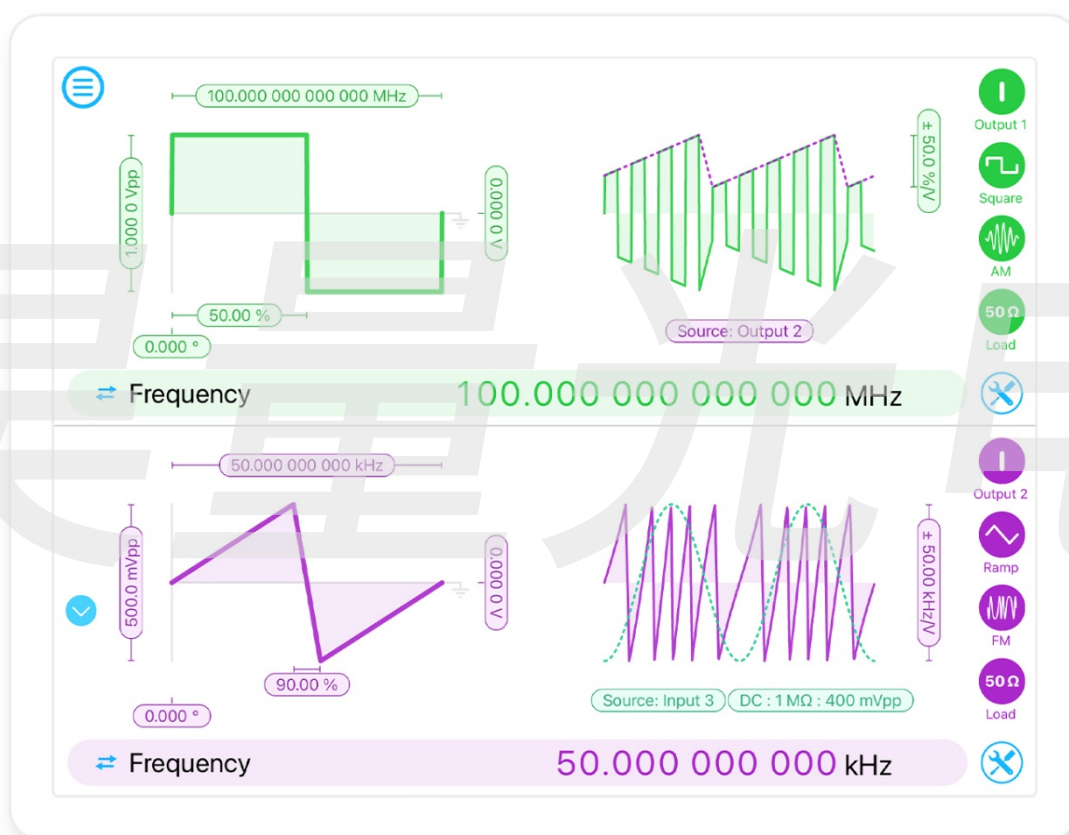 100.000 000 000 000 MHz
1.000 0 Vpp
0.000 0 V
50.00 %
0.000 °
± 50.0 %/V
Source: Output 2
Output 1
Square
AM
50 Ω
Load
Frequency 100.000 000 000 000 MHz
50.000 000 000 kHz
500.0 mVpp
0.000 0 V
90.00 %
0.000 °
± 50.00 kHz/V
Source: Input 3 DC : 1 MΩ : 400 mVpp
Output 2
Ramp
FM
50 Ω
Load
Frequency 50.000 000 000 kHz